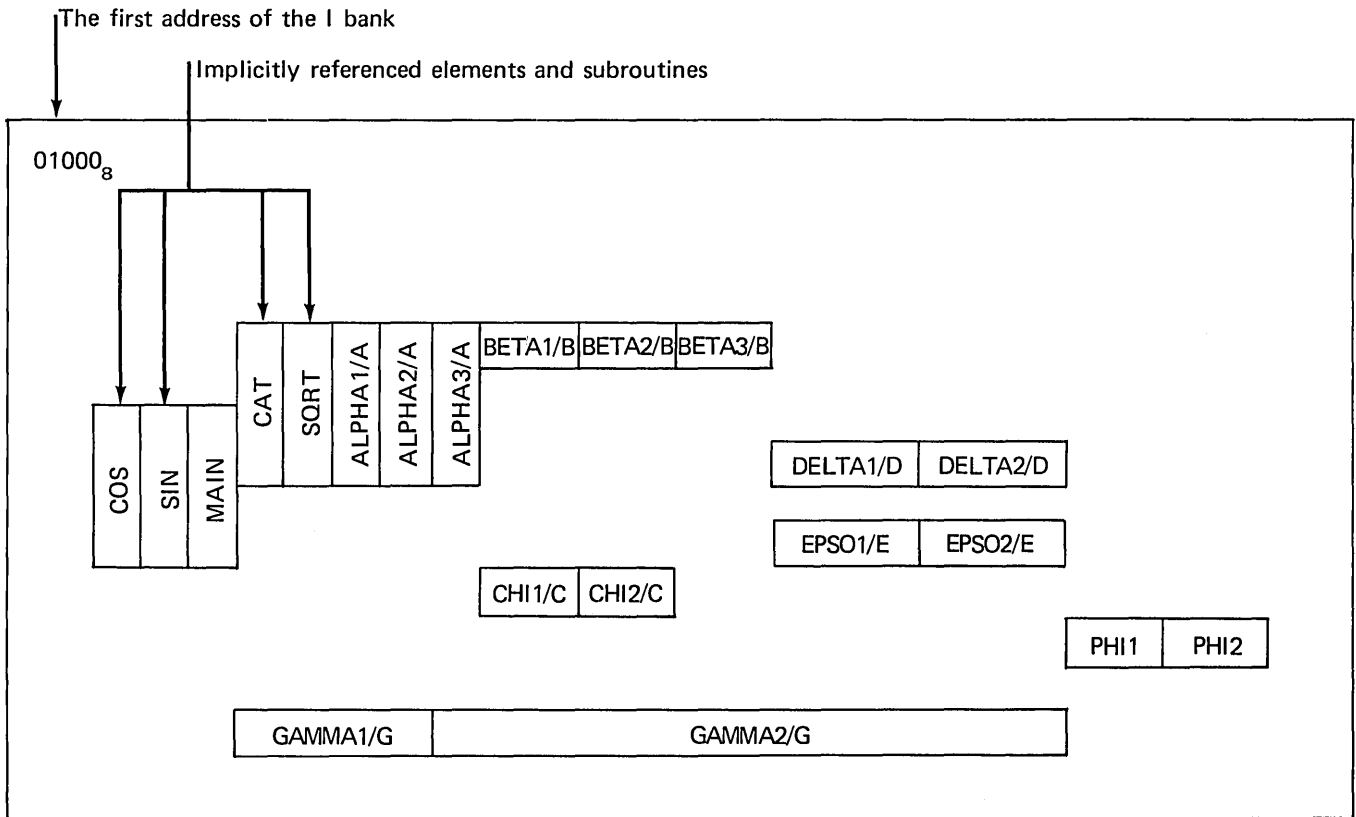 The first address of the I bank
Implicitly referenced elements and subroutines
01000₈
COS
SIN
MAIN
CAT
SQRT
ALPHA1/A
ALPHA2/A
ALPHA3/A
BETA1/B
BETA2/B
BETA3/B
DELTA1/D
DELTA2/D
EPSO1/E
EPSO2/E
CHI1/C
CHI2/C
PHI1
PHI2
GAMMA1/G
GAMMA2/G